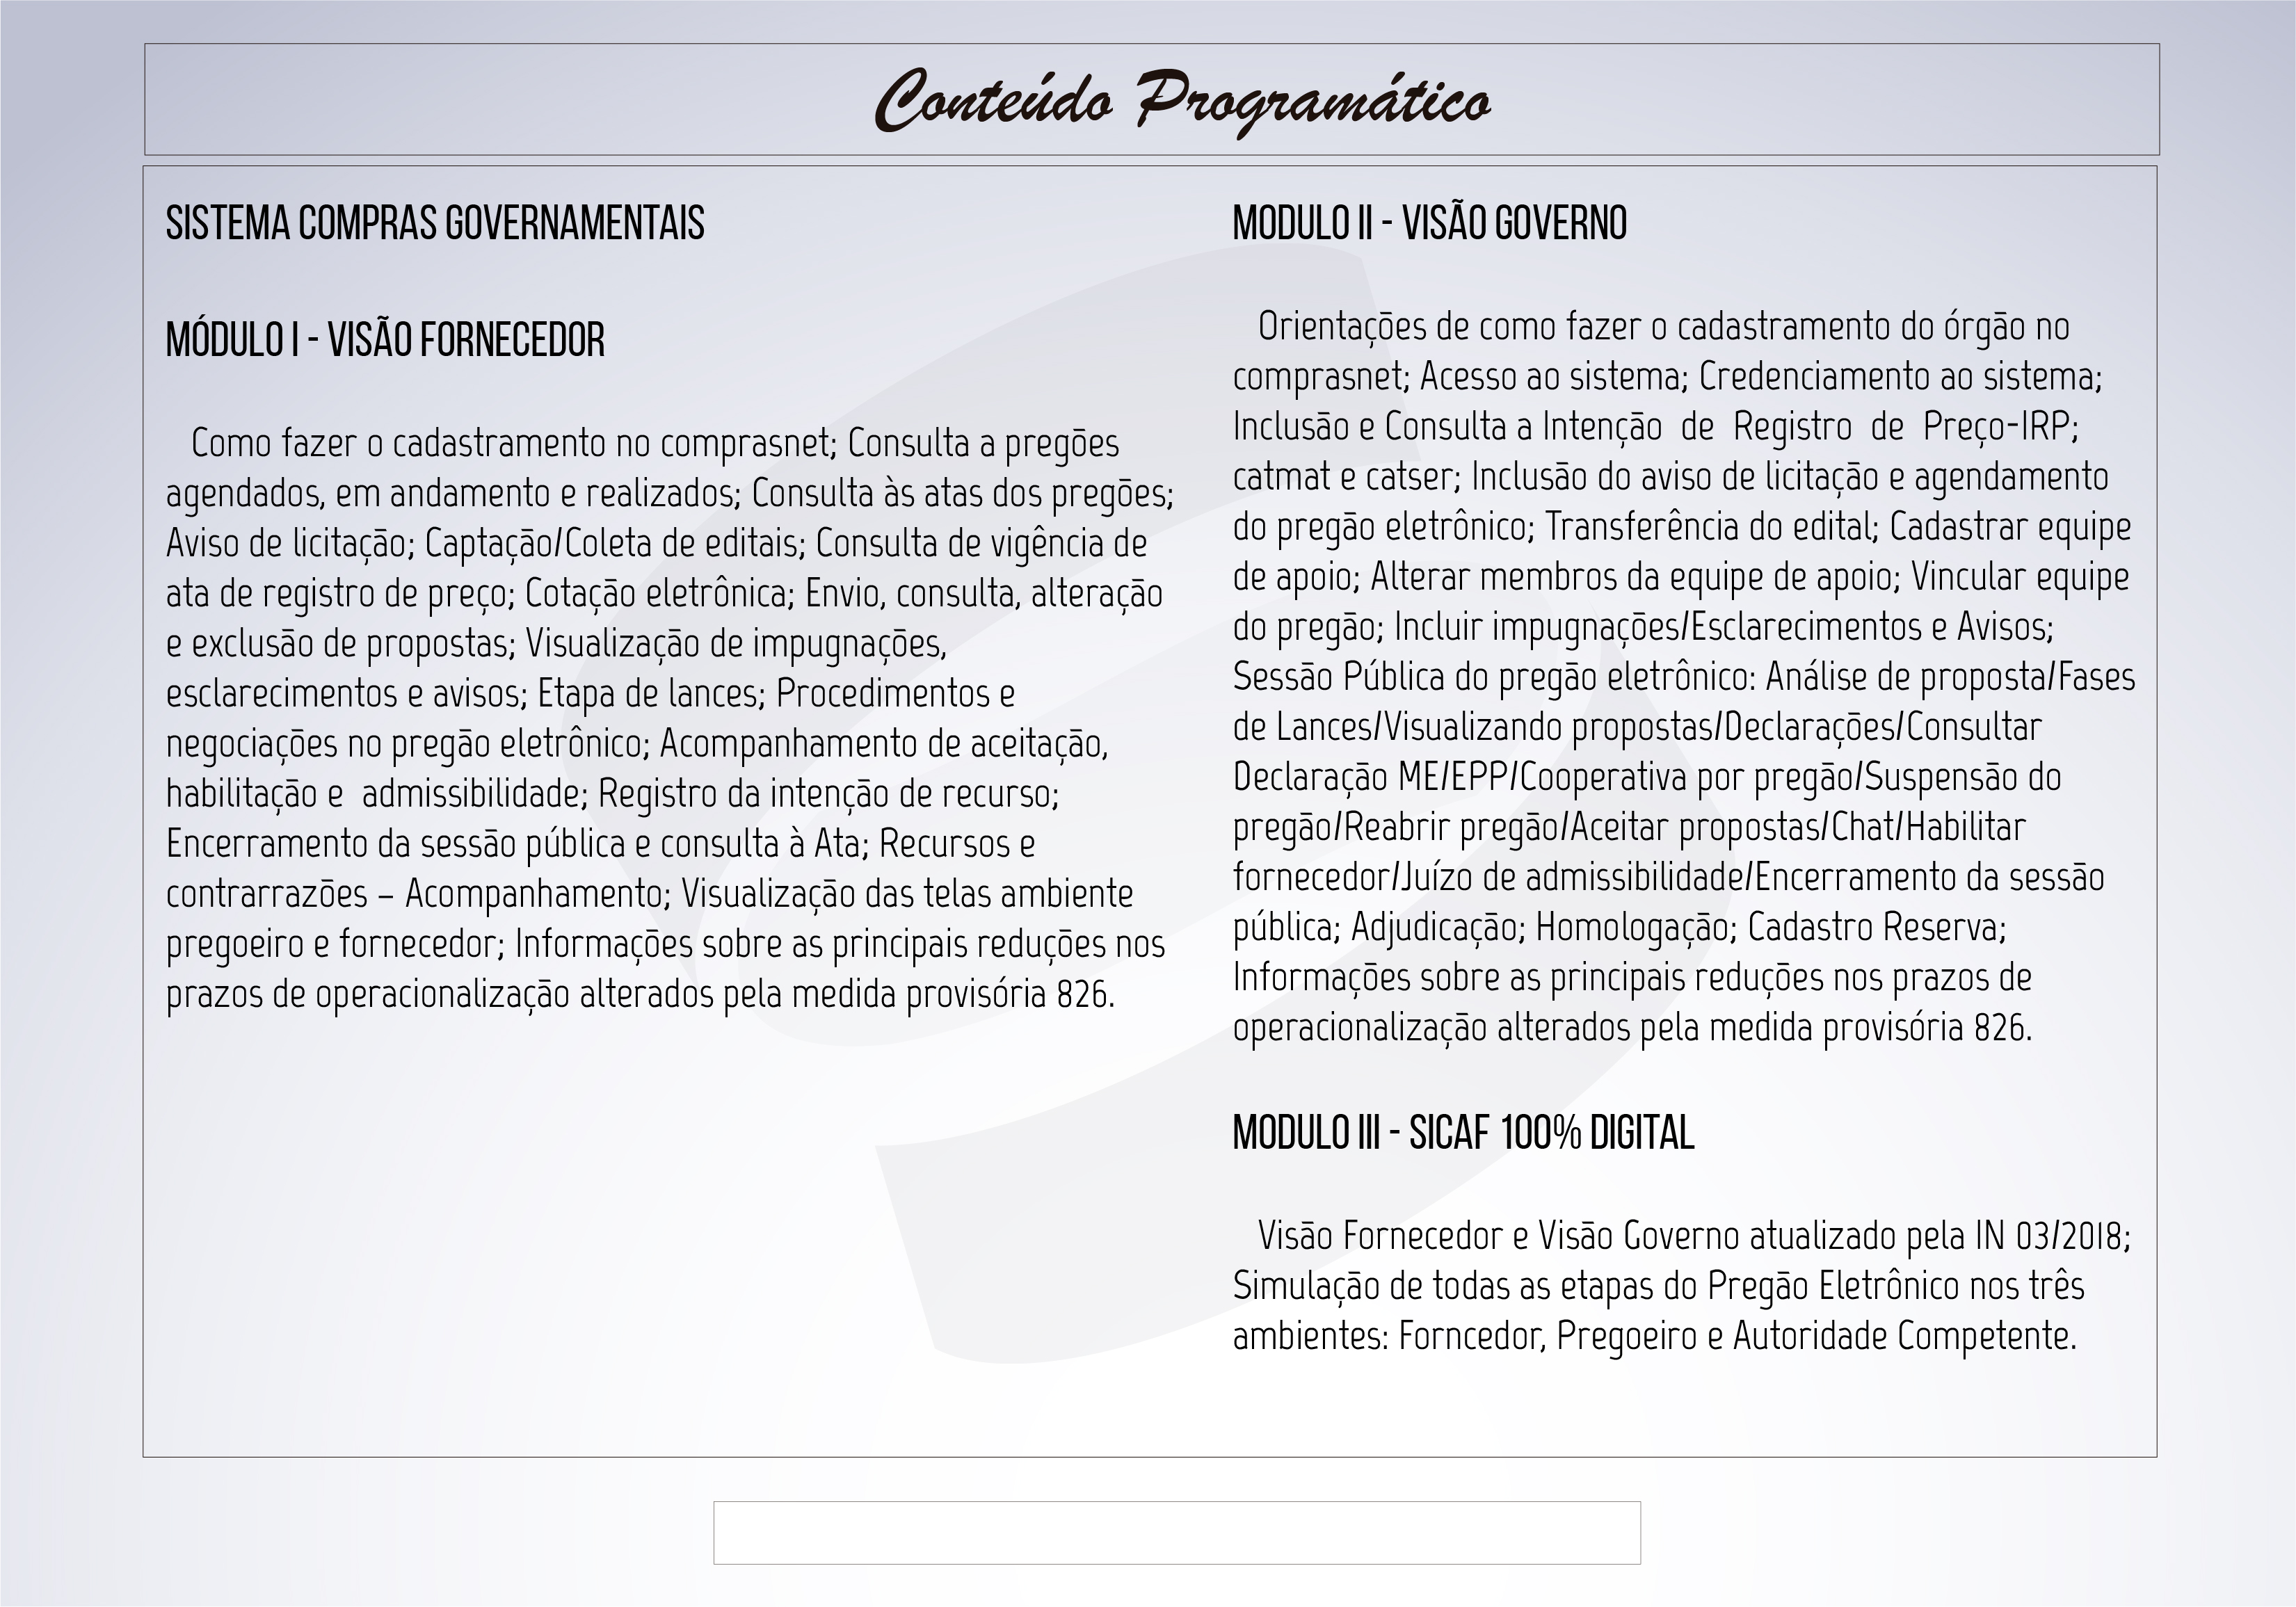 Conteúdo Programático
SISTEMA COMPRAS GOVERNAMENTAIS
MÓDULO I - VISÃO FORNECEDOR
Como fazer o cadastramento no comprasnet; Consulta a pregões
agendados, em andamento e realizados; Consulta às atas dos pregões;
Aviso de licitação; Captação/Coleta de editais; Consulta de vigência de
ata de registro de preço; Cotação eletrônica; Envio, consulta, alteração
e exclusão de propostas; Visualização de impugnações,
esclarecimentos e avisos; Etapa de lances; Procedimentos e
negociações no pregão eletrônico; Acompanhamento de aceitação,
habilitação e  admissibilidade; Registro da intenção de recurso;
Encerramento da sessão pública e consulta à Ata; Recursos e
contrarrazões – Acompanhamento; Visualização das telas ambiente
pregoeiro e fornecedor; Informações sobre as principais reduções nos
prazos de operacionalização alterados pela medida provisória 826.
MODULO II - VISÃO GOVERNO
Orientações de como fazer o cadastramento do órgão no
comprasnet; Acesso ao sistema; Credenciamento ao sistema;
Inclusão e Consulta a Intenção  de  Registro  de  Preço-IRP;
catmat e catser; Inclusão do aviso de licitação e agendamento
do pregão eletrônico; Transferência do edital; Cadastrar equipe
de apoio; Alterar membros da equipe de apoio; Vincular equipe
do pregão; Incluir impugnações/Esclarecimentos e Avisos;
Sessão Pública do pregão eletrônico: Análise de proposta/Fases
de Lances/Visualizando propostas/Declarações/Consultar
Declaração ME/EPP/Cooperativa por pregão/Suspensão do
pregão/Reabrir pregão/Aceitar propostas/Chat/Habilitar
fornecedor/Juízo de admissibilidade/Encerramento da sessão
pública; Adjudicação; Homologação; Cadastro Reserva;
Informações sobre as principais reduções nos prazos de
operacionalização alterados pela medida provisória 826.
MODULO III - SICAF 100% DIGITAL
Visão Fornecedor e Visão Governo atualizado pela IN 03/2018;
Simulação de todas as etapas do Pregão Eletrônico nos três
ambientes: Forncedor, Pregoeiro e Autoridade Competente.